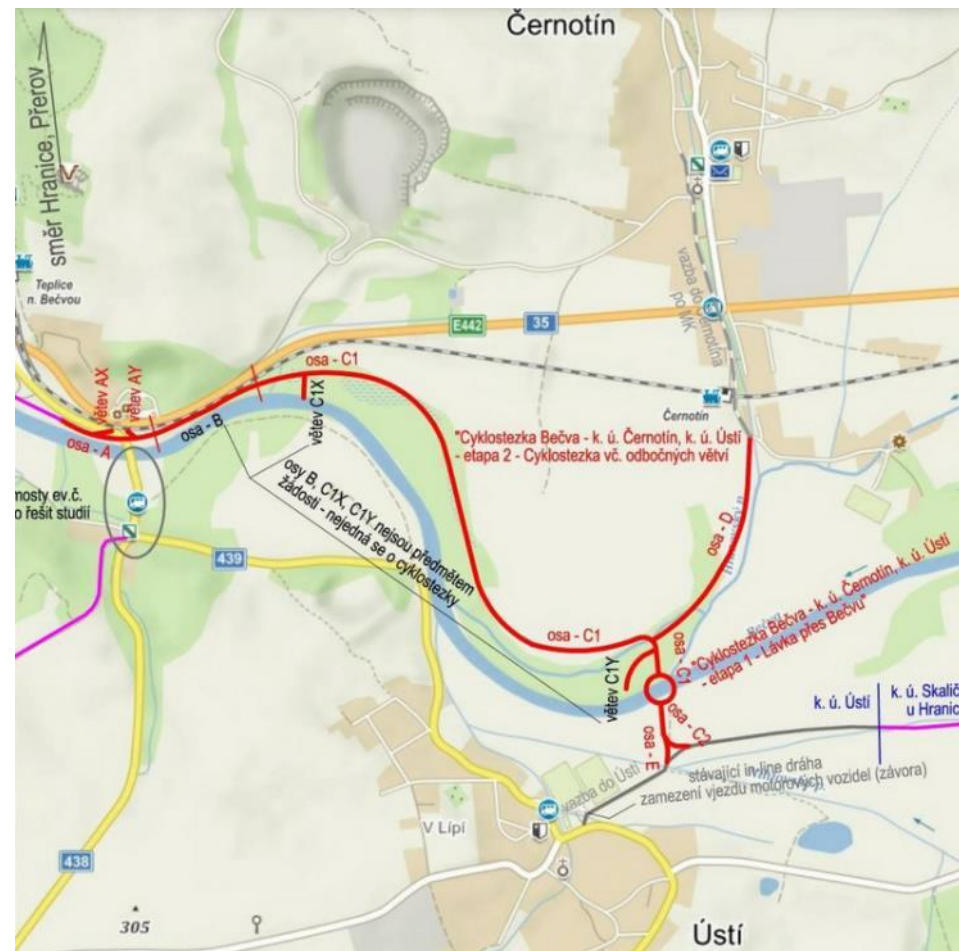 Černotín
směr Hranice, Přerov
Teplice
n. Bečvou
E442
35
vazba do Černotína
po MK
větev AX
větev AY
osa - A
osa - B
osa - C1
větev C1X
Černotín
"Cyklostezka Bečva - k. ú. Černotín, k. ú. Ústí
- etapa 2 - Cyklostezka vč. odbočných větví
mosty ev.č.
o řešit studií
osy B, C1X, C1Y nejsou předmětem
žádosti - nejedná se o cyklostezky
439
osa - D
osa - C1
větev C1Y
osa - C1
"Cyklostezka Bečva - k. ú. Černotín, k. ú. Ústí
- etapa 1 - Lávka přes Bečvu"
osa - C2
osa - E
k. ú. Ústí
k. ú. Skalič
u Hranic
stávající in-line dráha
zamezení vjezdu motorových vozidel (závora)
vazba do Ústí
V Lípí
438
305
Ústí